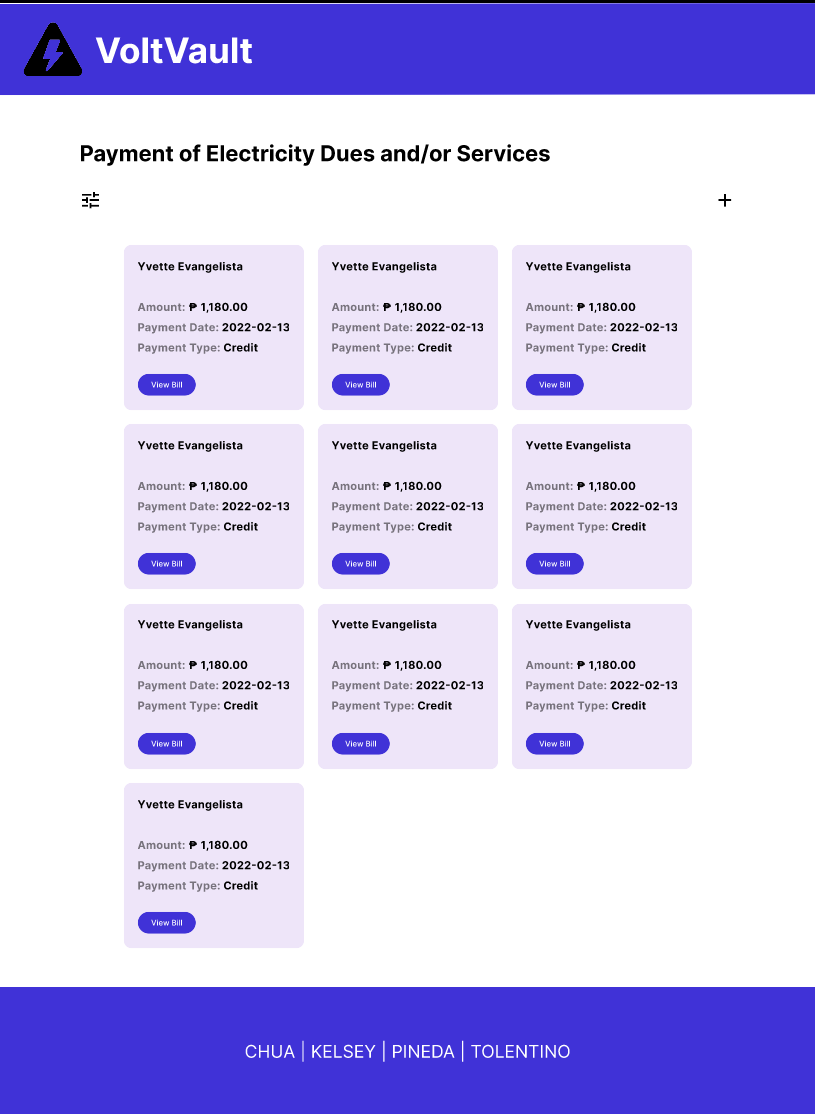 VoltVault
Payment of Electricity Dues and/or Services
Yvette Evangelista
Amount: ₱ 1,180.00
Payment Date: 2022-02-13
Payment Type: Credit
View Bill
Yvette Evangelista
Amount: ₱ 1,180.00
Payment Date: 2022-02-13
Payment Type: Credit
View Bill
Yvette Evangelista
Amount: ₱ 1,180.00
Payment Date: 2022-02-13
Payment Type: Credit
View Bill
Yvette Evangelista
Amount: ₱ 1,180.00
Payment Date: 2022-02-13
Payment Type: Credit
View Bill
Yvette Evangelista
Amount: ₱ 1,180.00
Payment Date: 2022-02-13
Payment Type: Credit
View Bill
Yvette Evangelista
Amount: ₱ 1,180.00
Payment Date: 2022-02-13
Payment Type: Credit
View Bill
Yvette Evangelista
Amount: ₱ 1,180.00
Payment Date: 2022-02-13
Payment Type: Credit
View Bill
Yvette Evangelista
Amount: ₱ 1,180.00
Payment Date: 2022-02-13
Payment Type: Credit
View Bill
Yvette Evangelista
Amount: ₱ 1,180.00
Payment Date: 2022-02-13
Payment Type: Credit
View Bill
Yvette Evangelista
Amount: ₱ 1,180.00
Payment Date: 2022-02-13
Payment Type: Credit
View Bill
CHUA | KELSEY | PINEDA | TOLENTINO